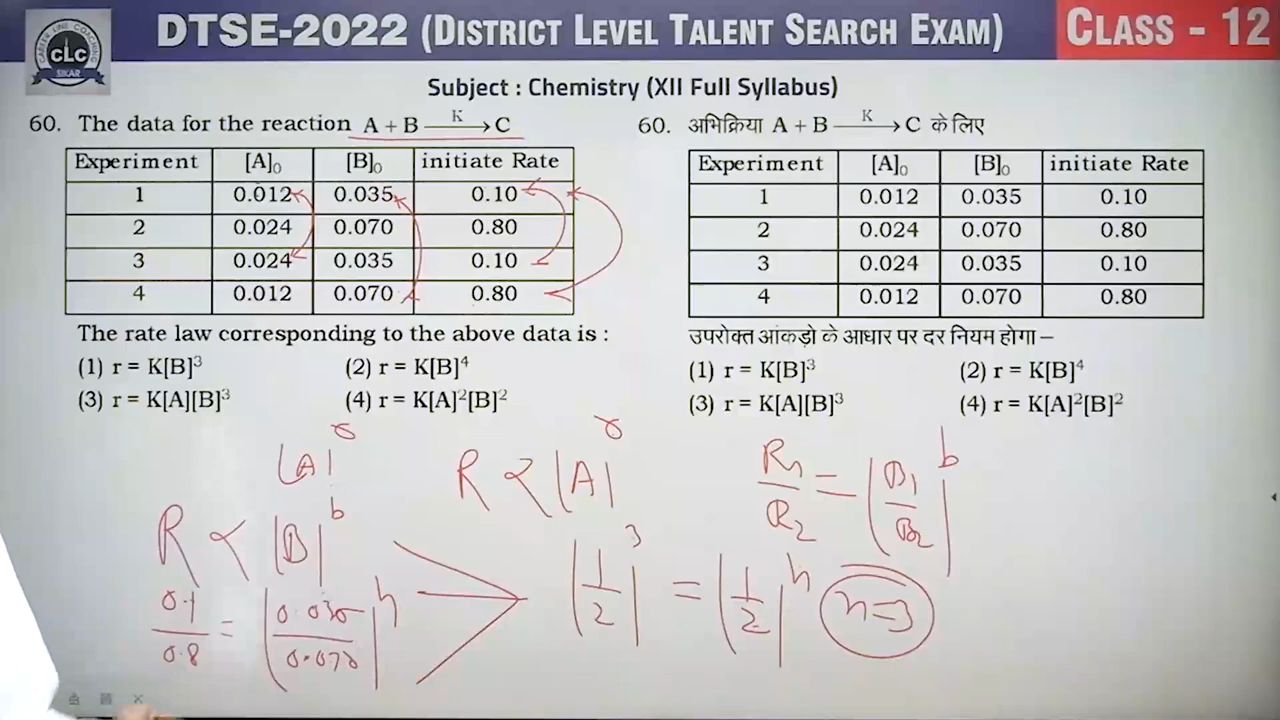 CAREER LINE COACHING
CLC
SIKAR
DTSE-2022 (DISTRICT LEVEL TALENT SEARCH EXAM)
CLASS - 12
Subject : Chemistry (XII Full Syllabus)
60. The data for the reaction A + B —K→ C
Experiment [A]₀ [B]₀ initiate Rate
1 0.012 0.035 0.10
2 0.024 0.070 0.80
3 0.024 0.035 0.10
4 0.012 0.070 0.80
The rate law corresponding to the above data is :
(1) r = K[B]³ (2) r = K[B]⁴
(3) r = K[A][B]³ (4) r = K[A]²[B]²
60. अभिक्रिया A + B —K→ C के लिए
Experiment [A]₀ [B]₀ initiate Rate
1 0.012 0.035 0.10
2 0.024 0.070 0.80
3 0.024 0.035 0.10
4 0.012 0.070 0.80
उपरोक्त आंकड़ो के आधार पर दर नियम होगा –
(1) r = K[B]³ (2) r = K[B]⁴
(3) r = K[A][B]³ (4) r = K[A]²[B]²
[A]⁰
R ∝ [A]⁰
R₁/R₂ = [B₁/B₂]ᵇ
R ∝ [B]ᵇ
0.1/0.8 = [0.035/0.070]ⁿ
[1/2]³ = [1/2]ⁿ
n=3